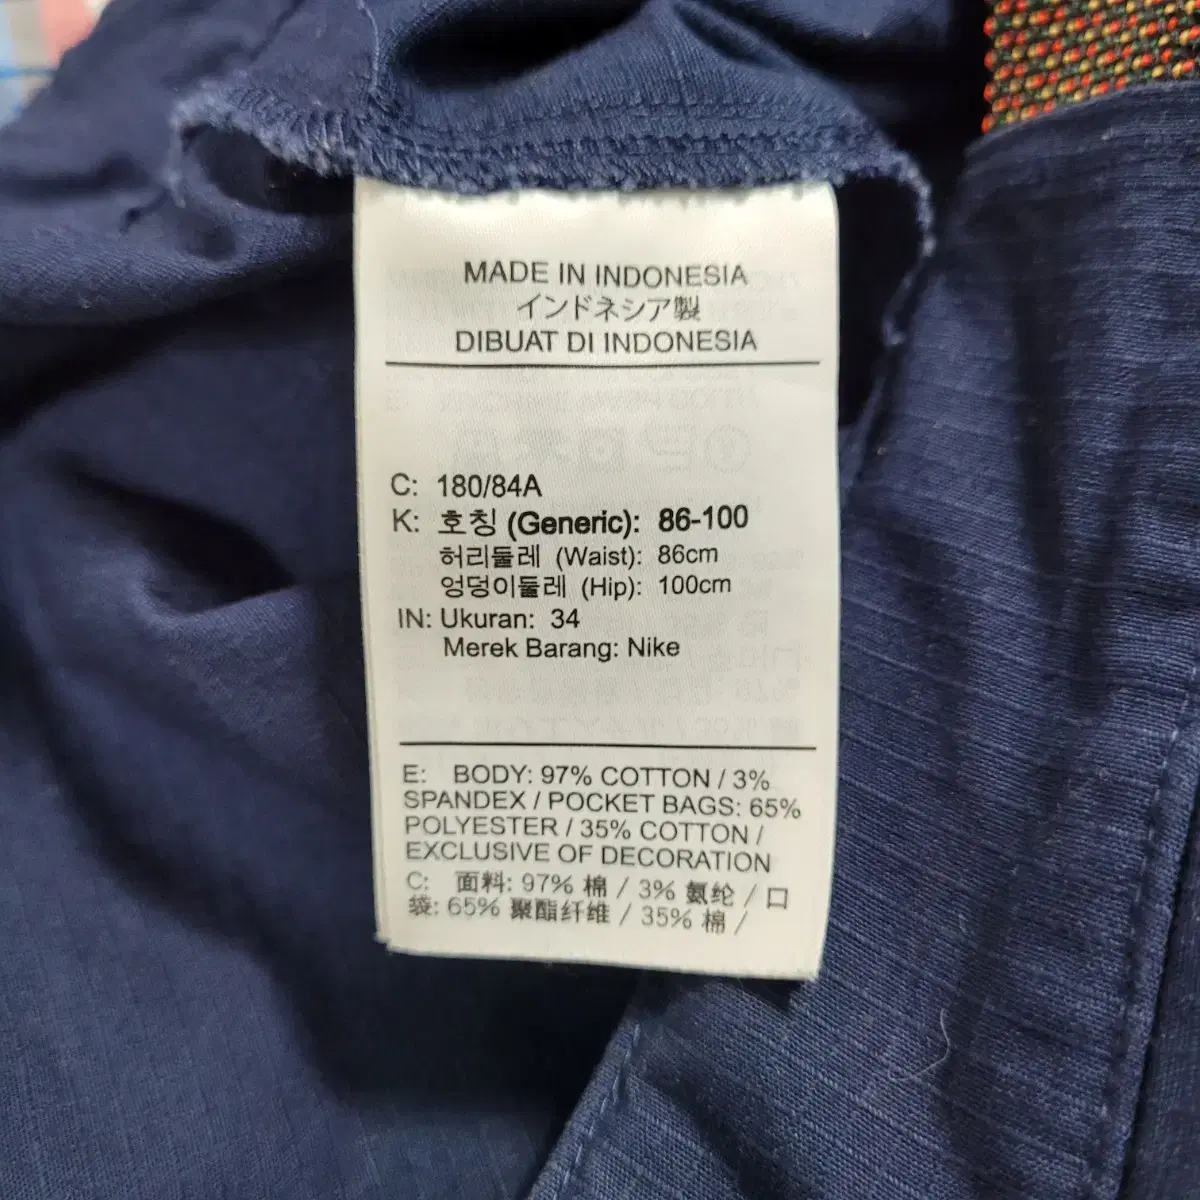 MADE IN INDONESIA
インドネシア製
DIBUAT DI INDONESIA
C: 180/84A
K: 호칭 (Generic): 86-100
허리둘레 (Waist): 86cm
엉덩이둘레 (Hip): 100cm
IN: Ukuran: 34
Merek Barang: Nike
E: BODY: 97% COTTON / 3%
SPANDEX / POCKET BAGS: 65%
POLYESTER / 35% COTTON /
EXCLUSIVE OF DECORATION
C: 面料: 97% 棉 / 3% 氨纶 / 口
袋: 65% 聚酯纤维 / 35% 棉 /